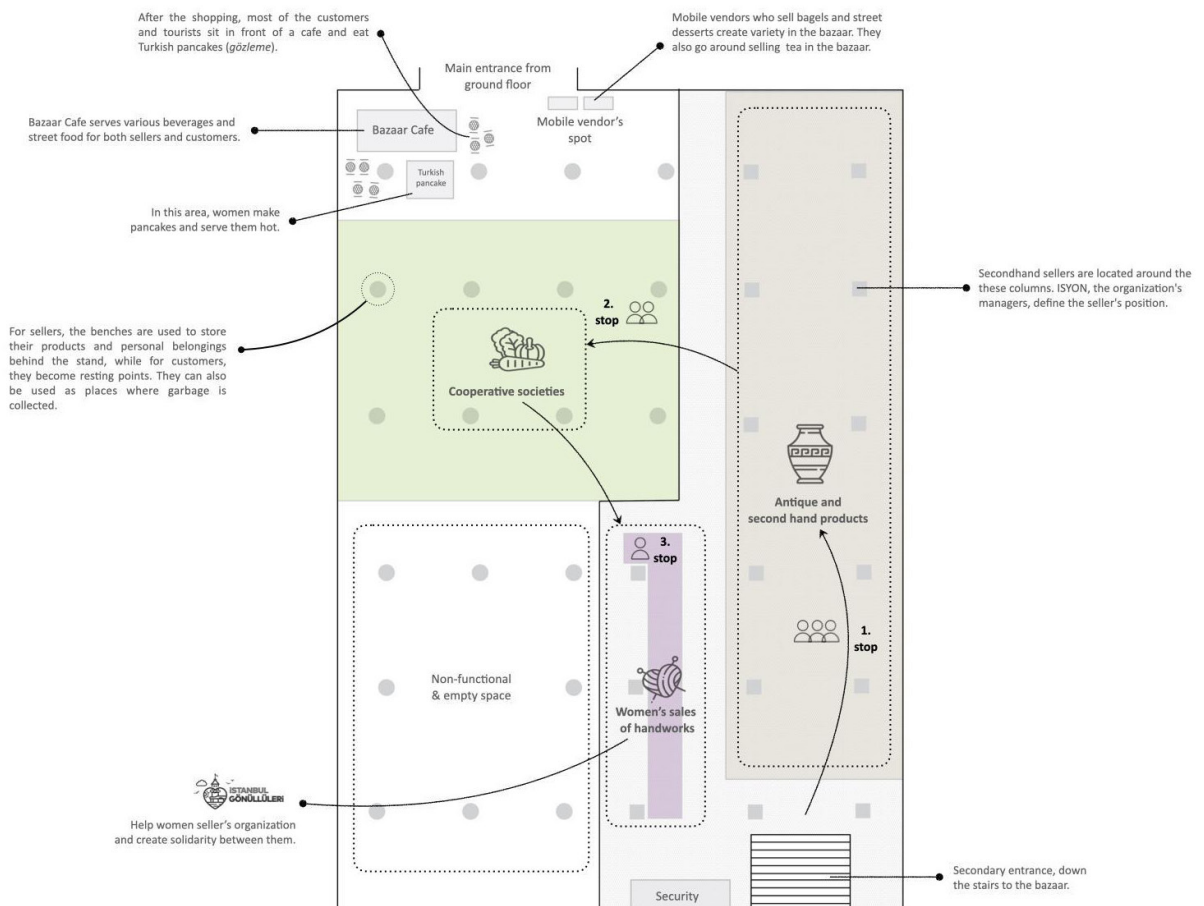 After the shopping, most of the customers
and tourists sit in front of a cafe and eat
Turkish pancakes (gözleme).
Mobile vendors who sell bagels and street
desserts create variety in the bazaar. They
also go around selling tea in the bazaar.
Main entrance from
ground floor
Bazaar Cafe serves various beverages and
street food for both sellers and customers.
Bazaar Cafe
Mobile vendor's
spot
Turkish
pancake
In this area, women make
pancakes and serve them hot.
Secondhand sellers are located around the
these columns. ISYON, the organization's
managers, define the seller's position.
2.
stop
For sellers, the benches are used to store
their products and personal belongings
behind the stand, while for customers,
they become resting points. They can also
be used as places where garbage is
collected.
Cooperative societies
Antique and
second hand products
3.
stop
1.
stop
Non-functional
& empty space
Women's sales
of handworks
İSTANBUL
GÖNÜLLÜLERİ
Help women seller's organization
and create solidarity between them.
Secondary entrance, down
the stairs to the bazaar.
Security